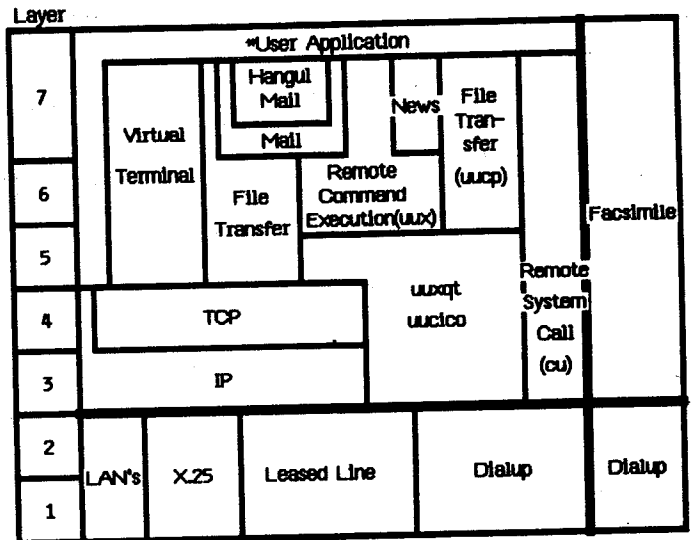 Layer
*User Application
7
Hangul
Mail
Mail
News
File
Tran-
sfer
(uucp)
Virtual
Terminal
6
File
Transfer
Remote
Command
Execution(uux)
Facsimile
5
4
TCP
uuxqt
uucico
Remote
System
Call
(cu)
3
IP
2
LAN's
X.25
Leased Line
Dialup
Dialup
1